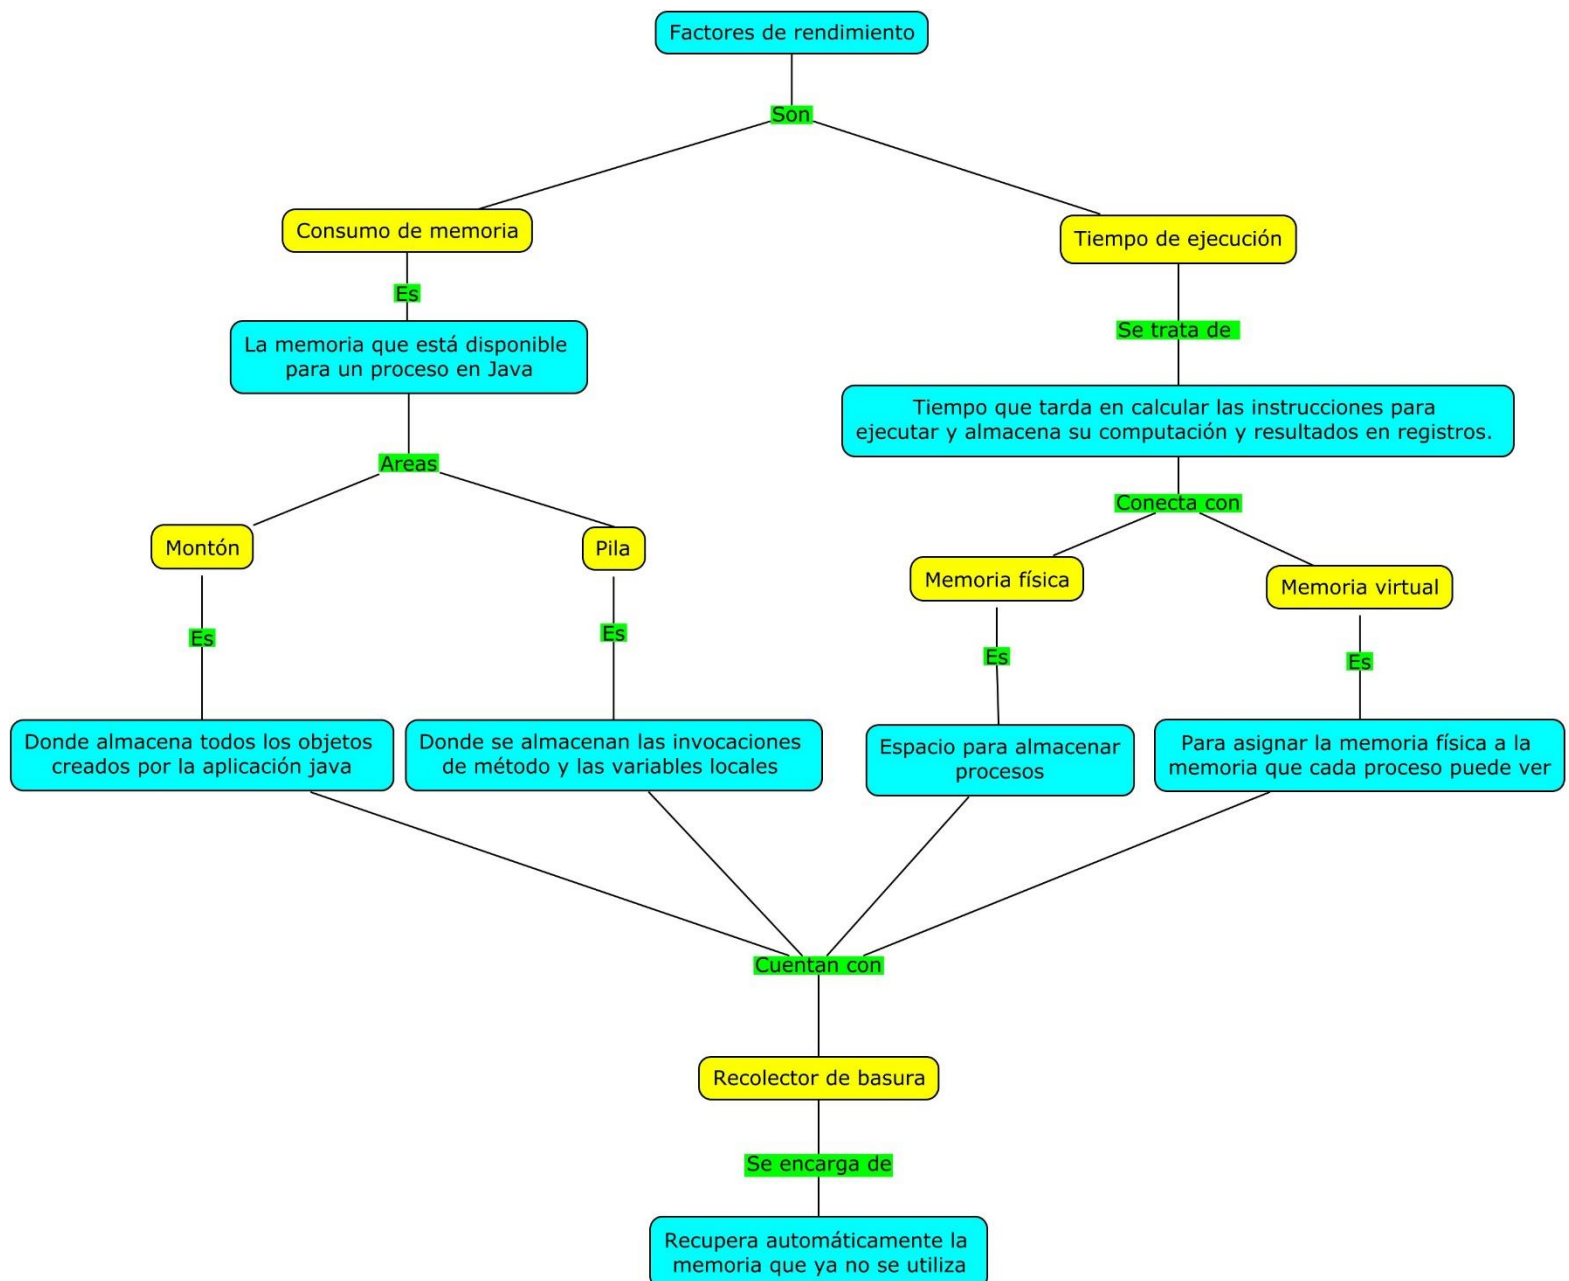 Factores de rendimiento
Son
Consumo de memoria
Tiempo de ejecución
Es
Se trata de
La memoria que está disponible
para un proceso en Java
Tiempo que tarda en calcular las instrucciones para
ejecutar y almacena su computación y resultados en registros.
Areas
Conecta con
Montón
Pila
Memoria física
Memoria virtual
Es
Es
Es
Es
Donde almacena todos los objetos
creados por la aplicación java
Donde se almacenan las invocaciones
de método y las variables locales
Espacio para almacenar
procesos
Para asignar la memoria física a la
memoria que cada proceso puede ver
Cuentan con
Recolector de basura
Se encarga de
Recupera automáticamente la
memoria que ya no se utiliza